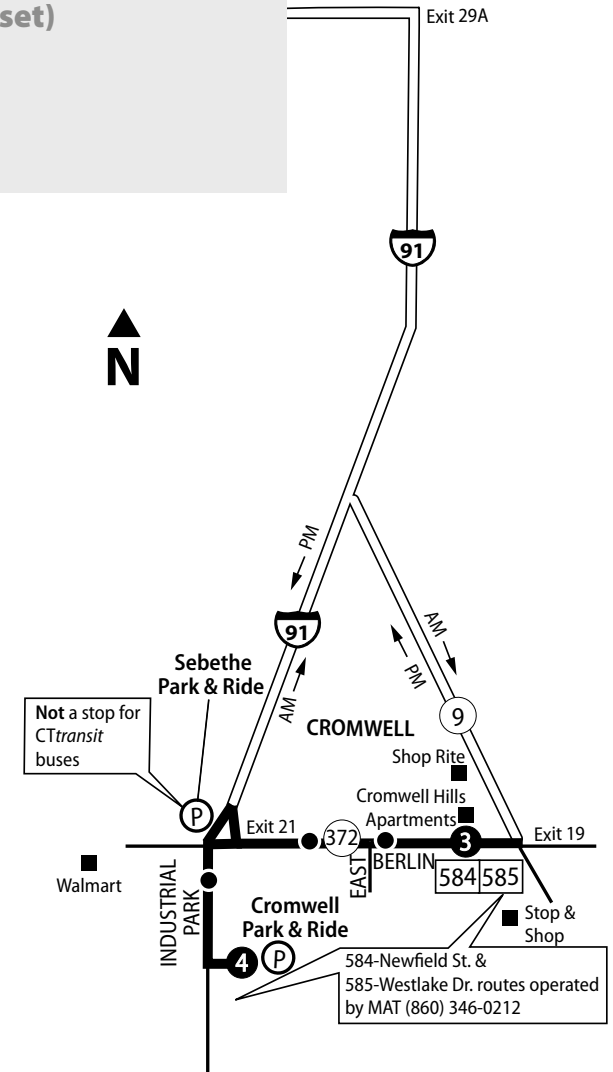 set)
Exit 29A
91
N
PM
91
AM
AM
PM
9
Sebethe
Park & Ride
CROMWELL
Not a stop for
CTtransit
buses
Shop Rite
P
Cromwell Hills
Apartments
Exit 21
372
3
Exit 19
EAST
BERLIN
584 585
Walmart
INDUSTRIAL
PARK
Cromwell
Park & Ride
Stop &
Shop
4
P
584-Newfield St. &
585-Westlake Dr. routes operated
by MAT (860) 346-0212